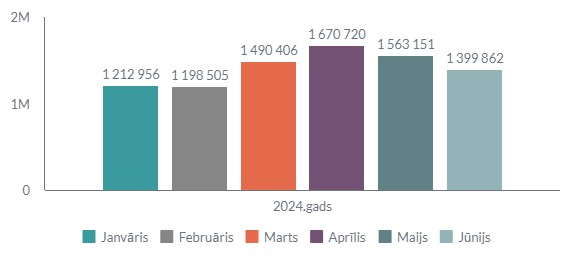 2M
1 670 720
1 563 151
1 490 406
1 399 862
1 212 956
1 198 505
1M
0
2024.gads
Janvāris Februāris Marts Aprīlis Maijs Jūnijs